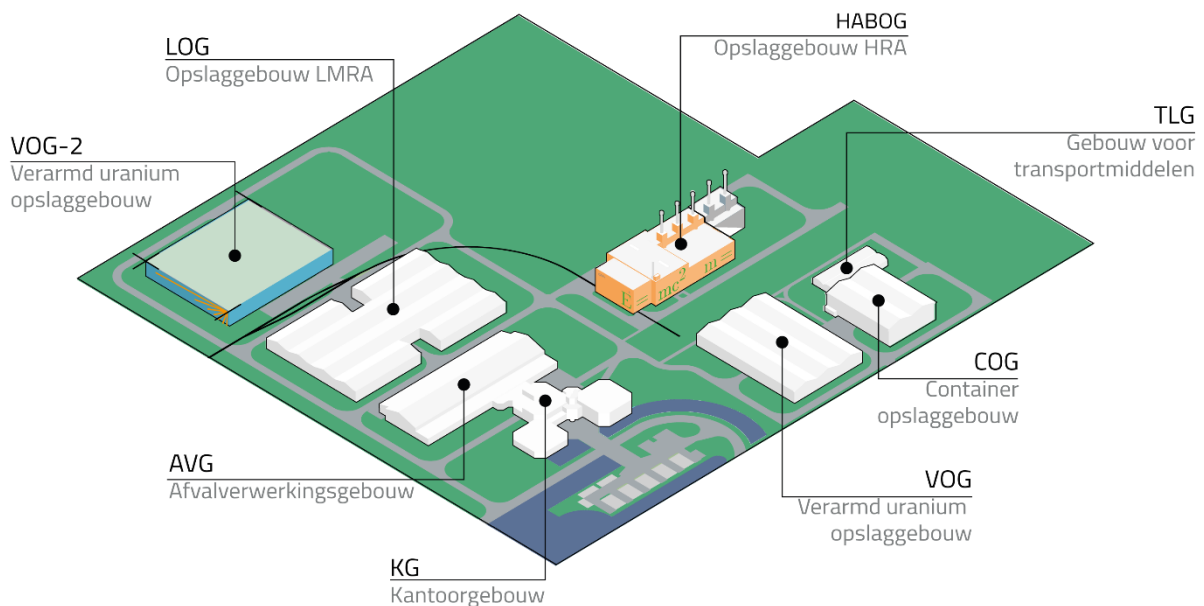 HABOG
Opslaggebouw HRA
LOG
Opslaggebouw LMRA
TLG
Gebouw voor
transportmiddelen
VOG-2
Verarmd uranium
opslaggebouw
E = mc² m =
COG
Container
opslaggebouw
AVG
Afvalverwerkingsgebouw
VOG
Verarmd uranium
opslaggebouw
KG
Kantoorgebouw